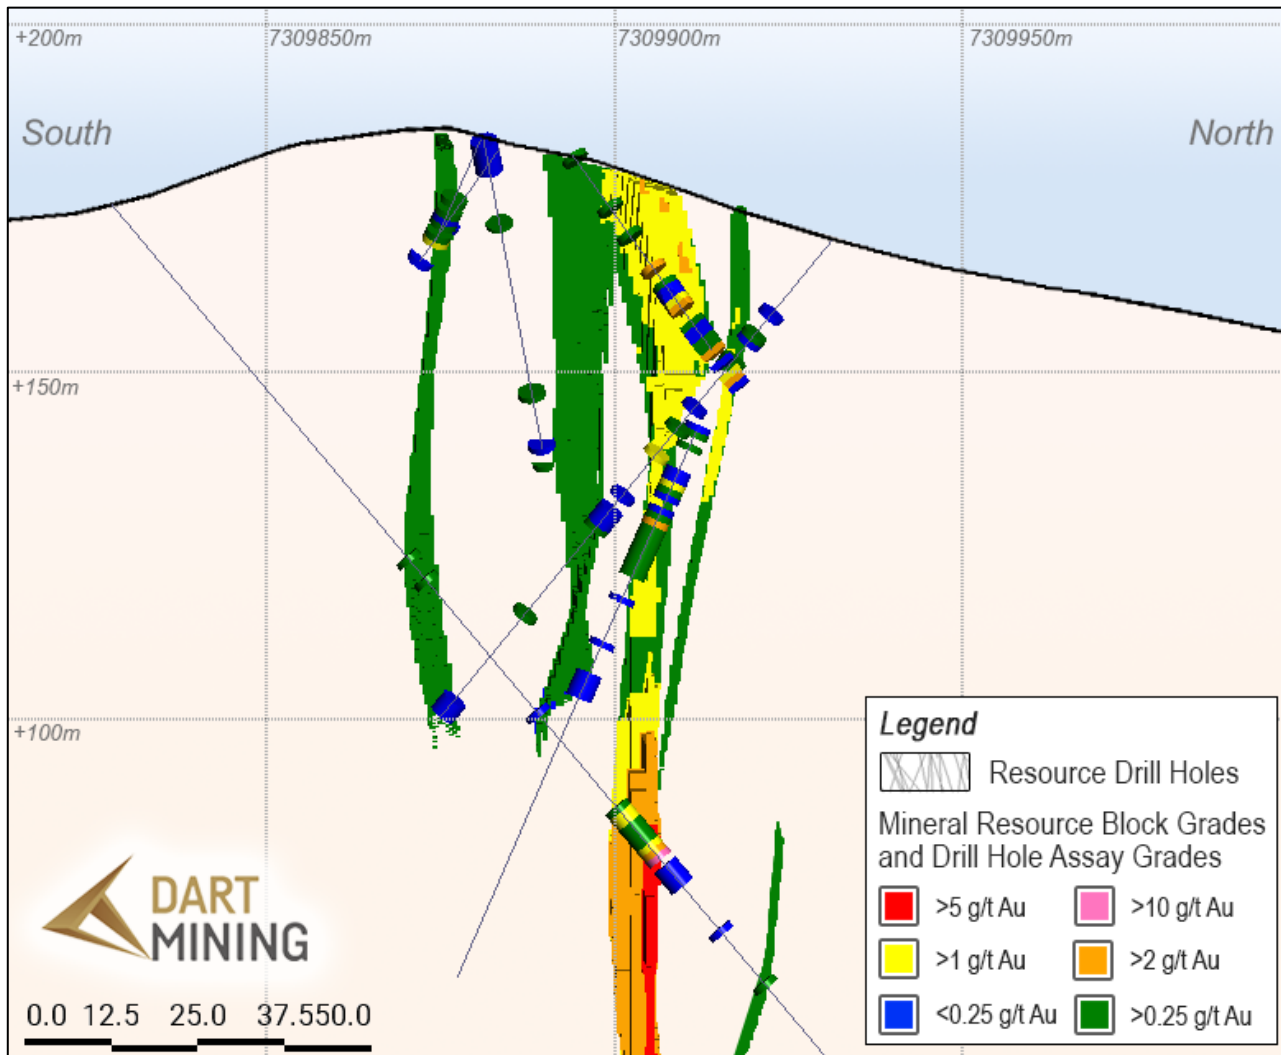 +200m
7309850m
7309900m
7309950m
South
North
+150m
+100m
Legend
Resource Drill Holes
Mineral Resource Block Grades
and Drill Hole Assay Grades
>5 g/t Au
>10 g/t Au
>1 g/t Au
>2 g/t Au
<0.25 g/t Au
>0.25 g/t Au
DART
MINING
0.0 12.5 25.0 37.550.0